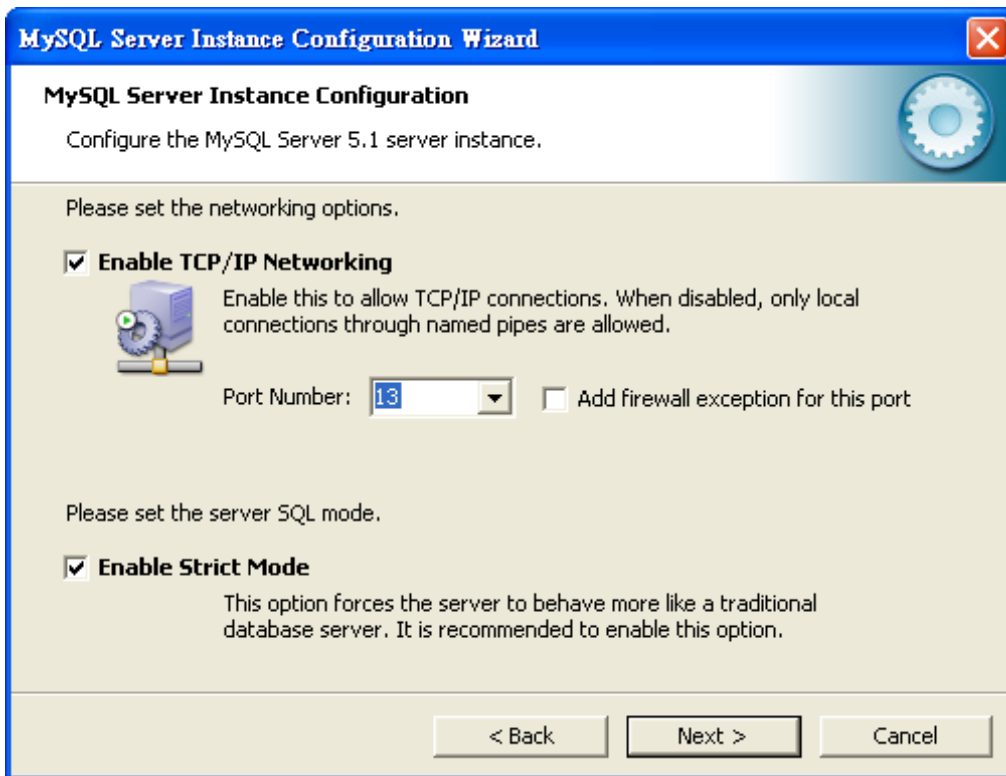 MySQL Server Instance Configuration Wizard
MySQL Server Instance Configuration
Configure the MySQL Server 5.1 server instance.
Please set the networking options.
Enable TCP/IP Networking
Enable this to allow TCP/IP connections. When disabled, only local
connections through named pipes are allowed.
Port Number: 13 Add firewall exception for this port
Please set the server SQL mode.
Enable Strict Mode
This option forces the server to behave more like a traditional
database server. It is recommended to enable this option.
< Back Next > Cancel